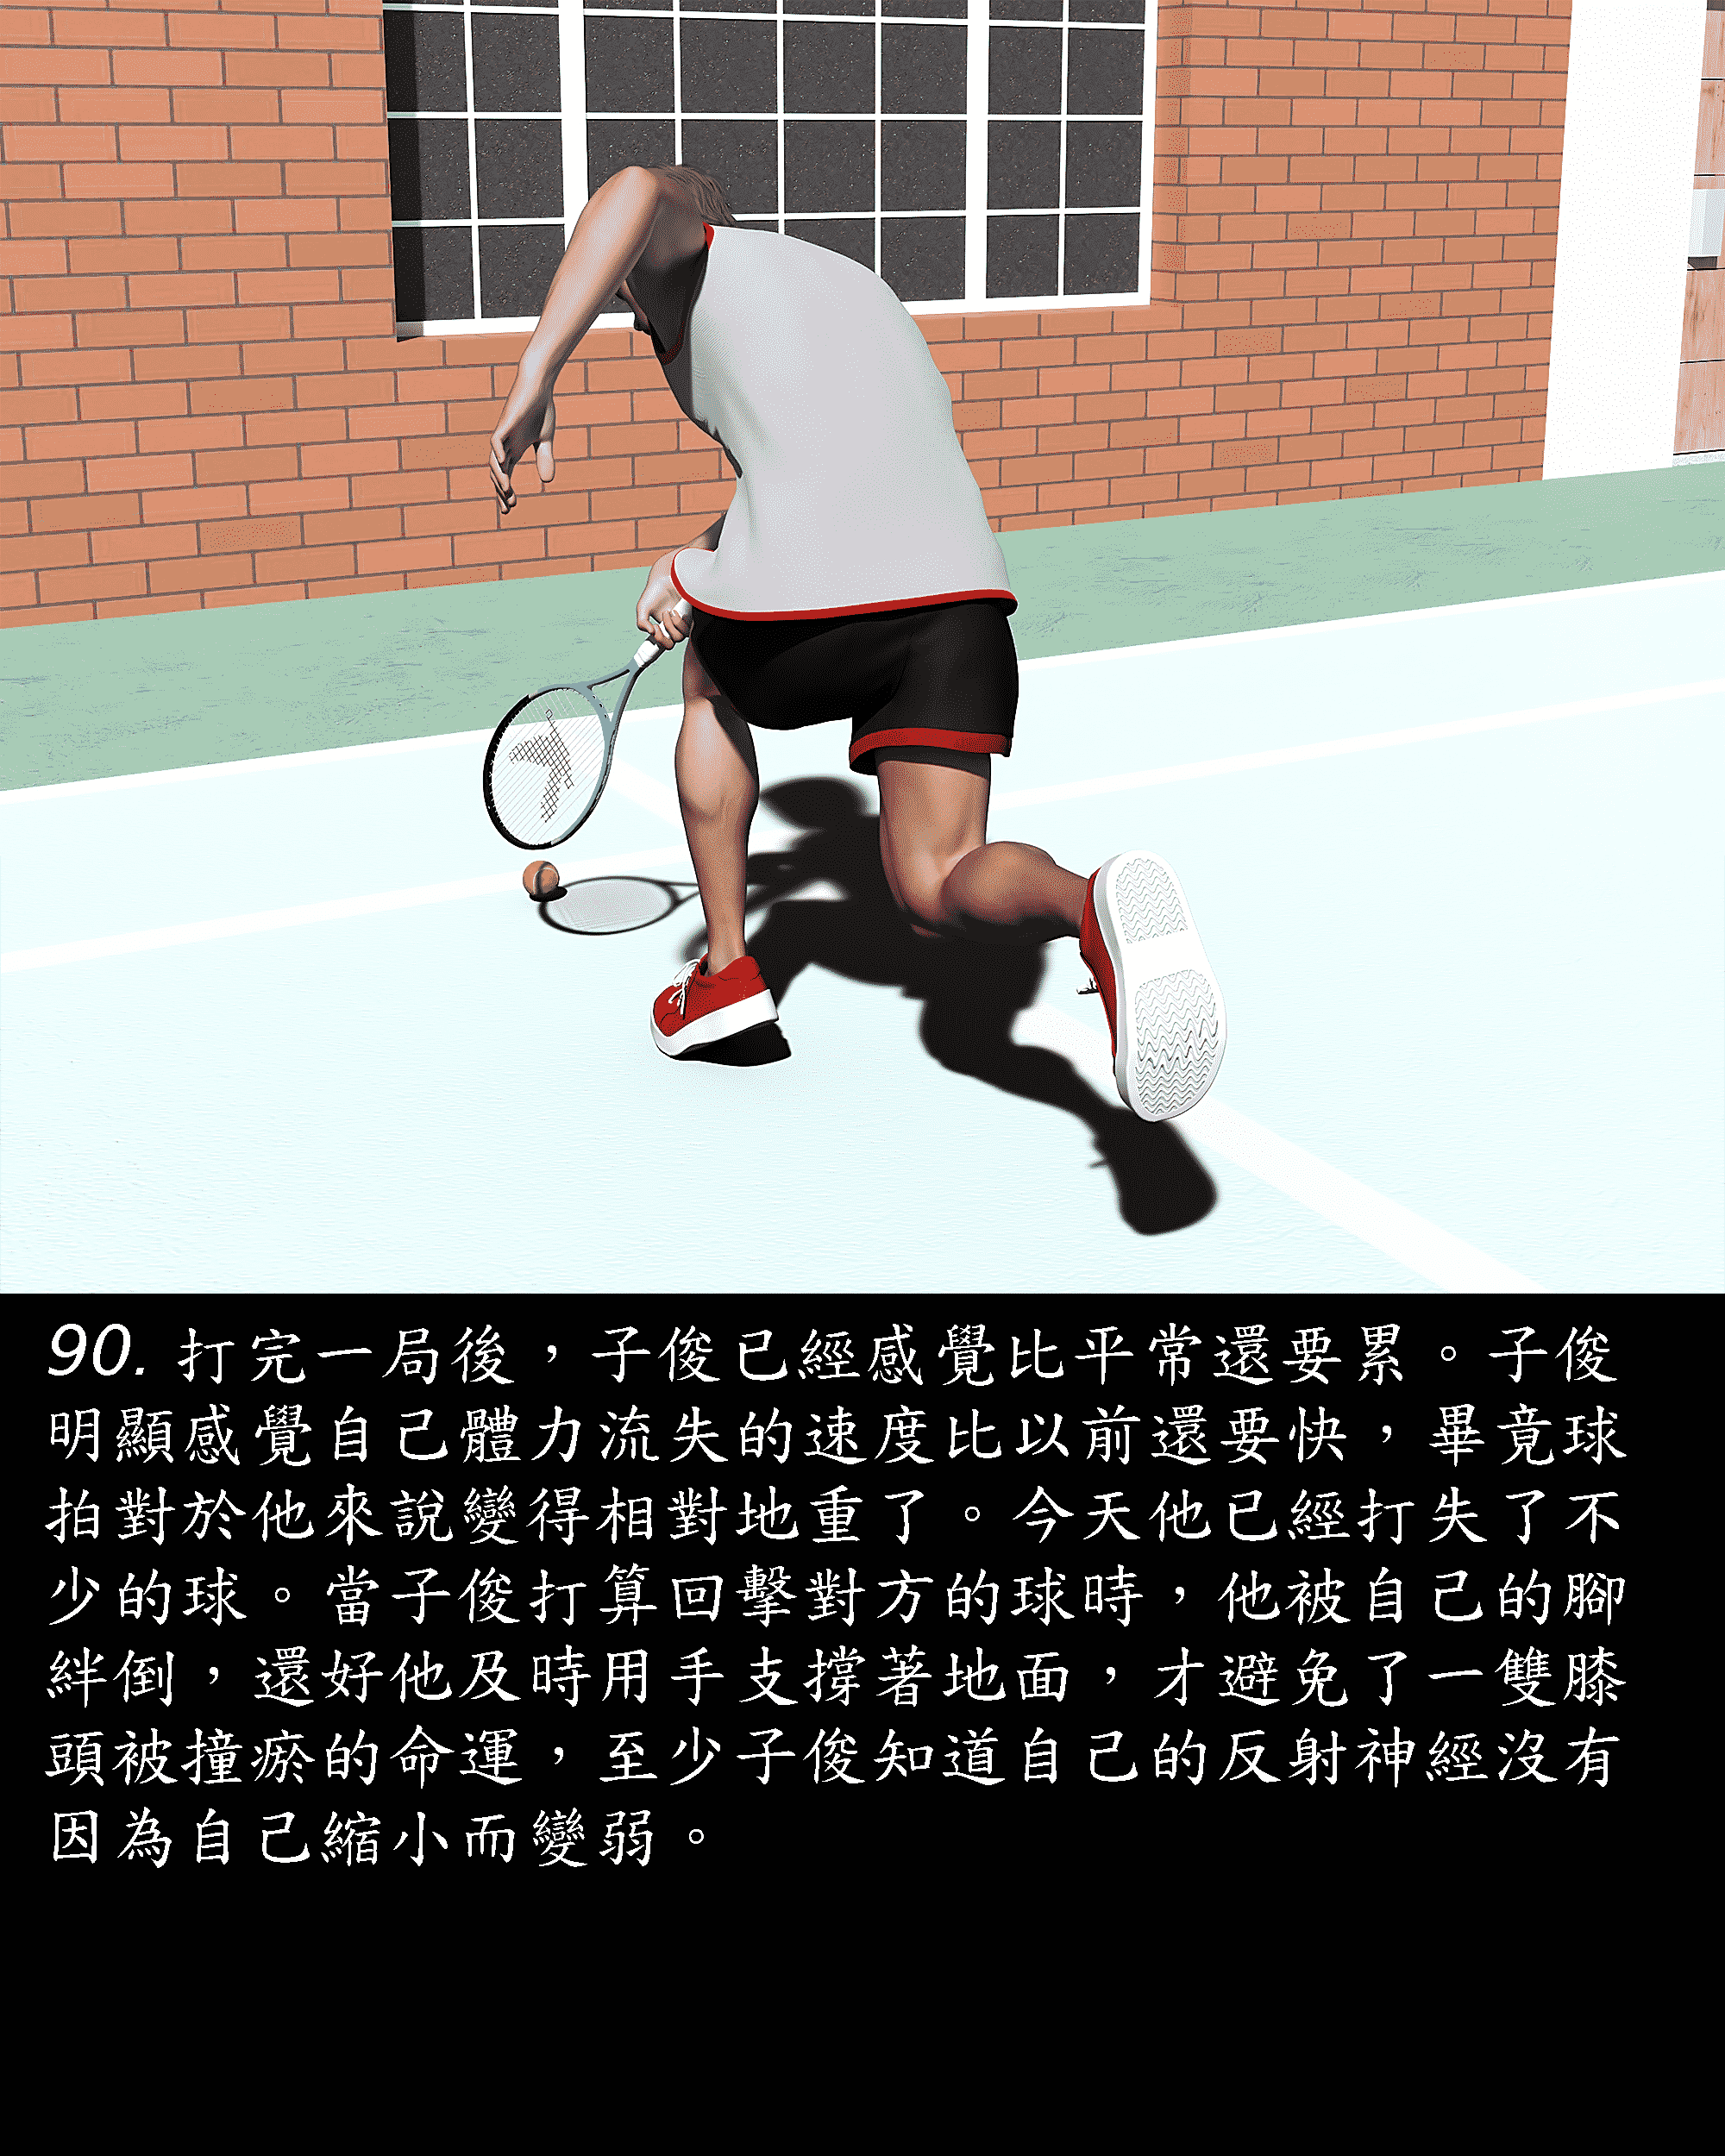 90. 打完一局後，子俊已經感覺比平常還要累。子俊
明顯感覺自己體力流失的速度比以前還要快，畢竟球
拍對於他來說變得相對地重了。今天他已經打失了不
少的球。當子俊打算回擊對方的球時，他被自己的腳
絆倒，還好他及時用手支撐著地面，才避免了一雙膝
頭被撞瘀的命運，至少子俊知道自己的反射神經沒有
因為自己縮小而變弱。